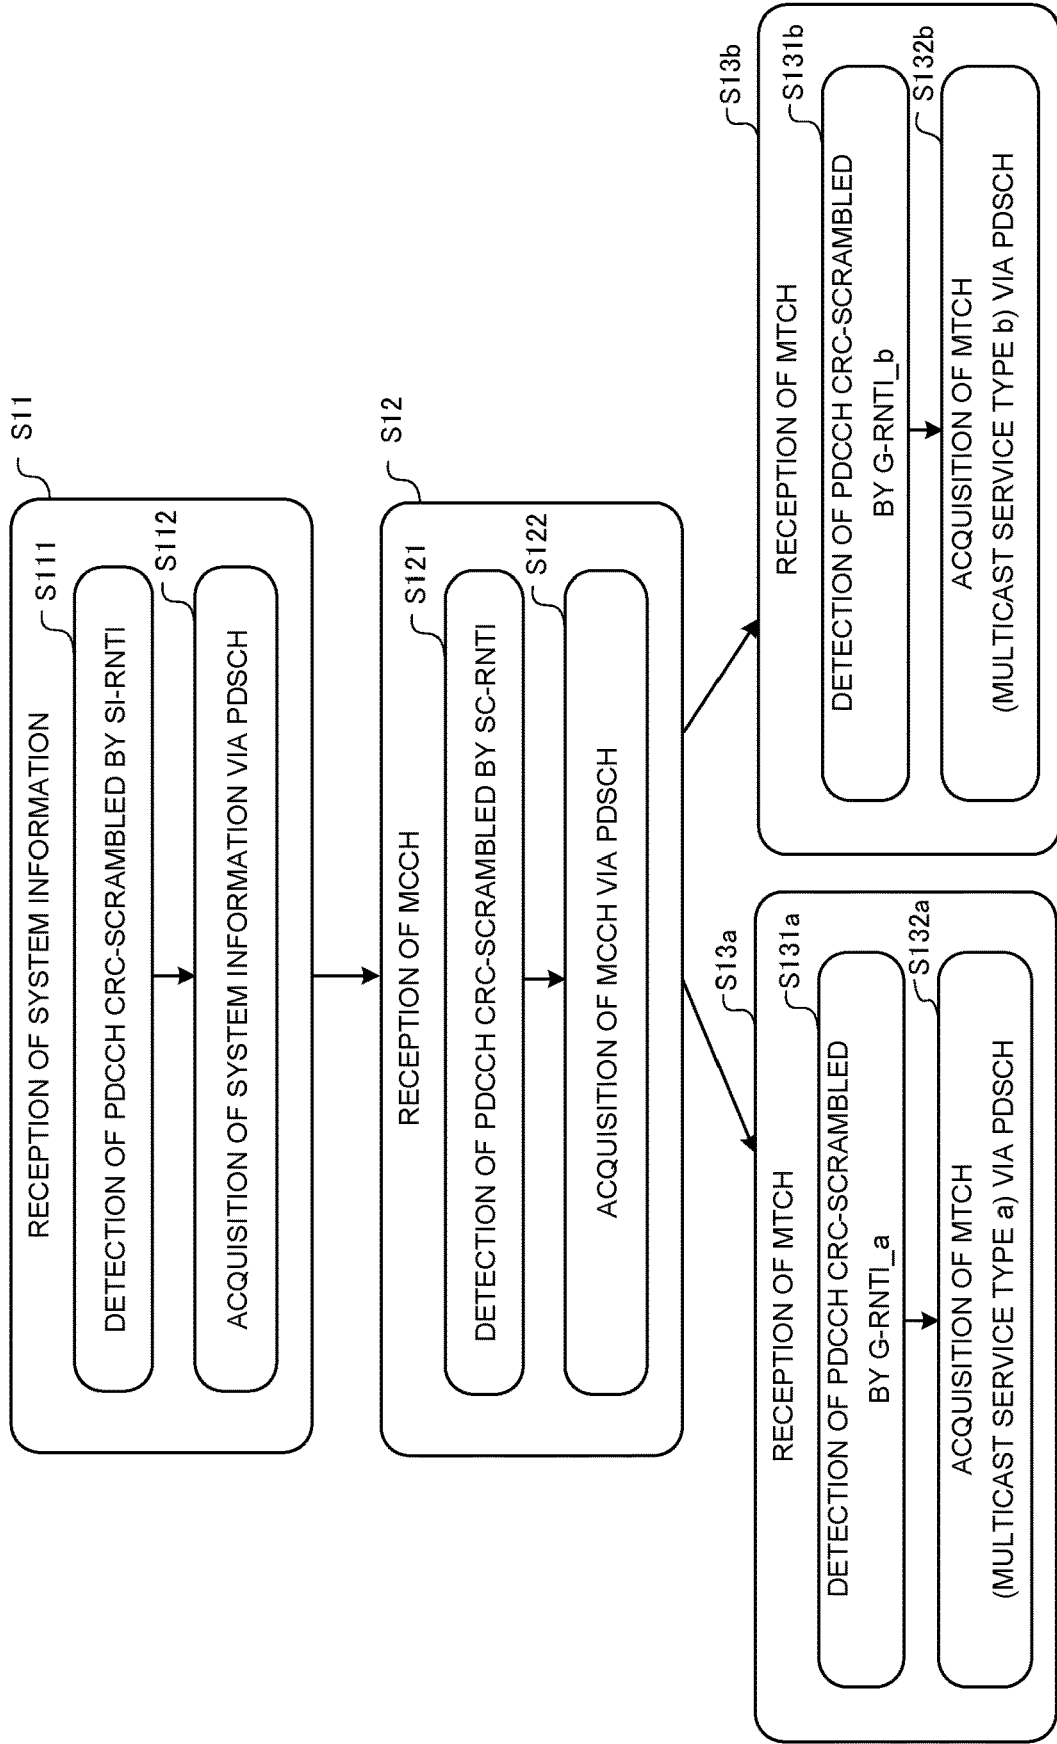 S11
RECEPTION OF SYSTEM INFORMATION
S111
DETECTION OF PDCCH CRC-SCRAMBLED BY SI-RNTI
S112
ACQUISITION OF SYSTEM INFORMATION VIA PDSCH
S12
RECEPTION OF MCCH
S121
DETECTION OF PDCCH CRC-SCRAMBLED BY SC-RNTI
S122
ACQUISITION OF MCCH VIA PDSCH
S13a
RECEPTION OF MTCH
S131a
DETECTION OF PDCCH CRC-SCRAMBLED
BY G-RNTI_a
S132a
ACQUISITION OF MTCH
(MULTICAST SERVICE TYPE a) VIA PDSCH
S13b
RECEPTION OF MTCH
S131b
DETECTION OF PDCCH CRC-SCRAMBLED
BY G-RNTI_b
S132b
ACQUISITION OF MTCH
(MULTICAST SERVICE TYPE b) VIA PDSCH